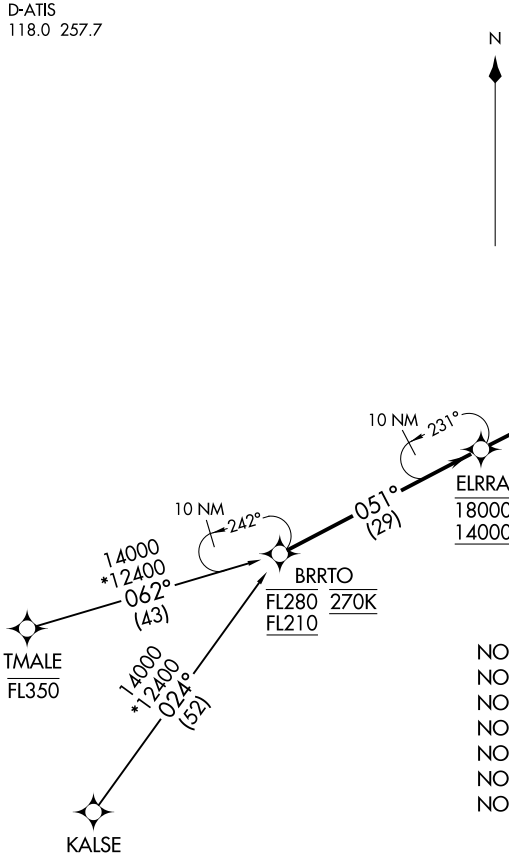 D-ATIS
118.0 257.7
N
10 NM
231°
ELRRA
18000
14000
051°
(29)
10 NM
242°
BRRTO
FL280 270K
FL210
14000
*12400
062°
(43)
TMALE
FL350
14000
*12400
024°
(52)
KALSE
NO
NO
NO
NO
NO
NO
NO